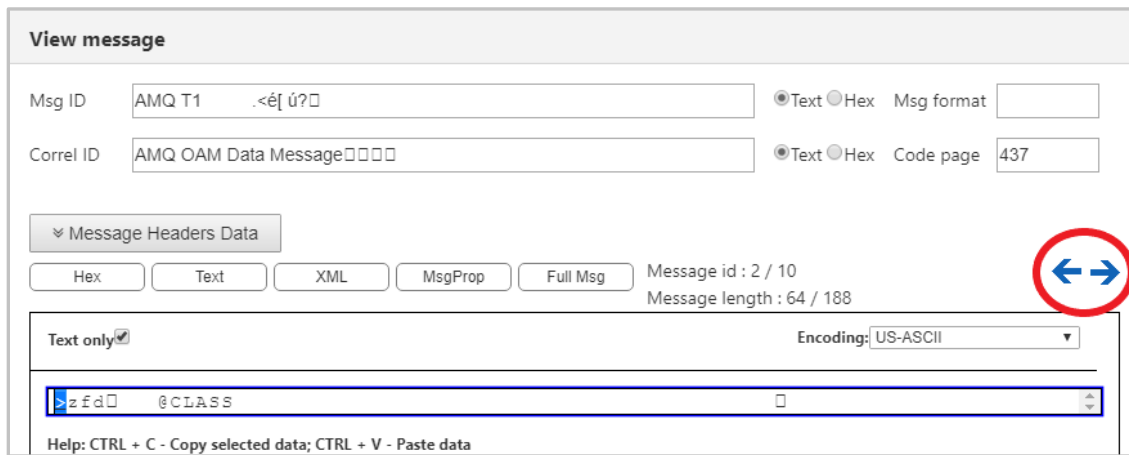 View message
Msg ID AMQ T1 .<é[ ú?□ Text Hex Msg format
Correl ID AMQ OAM Data Message□□□□ Text Hex Code page 437
Message Headers Data
Hex Text XML MsgProp Full Msg Message id : 2 / 10
Message length : 64 / 188
Text only Encoding: US-ASCII
>zfd□ @CLASS □
Help: CTRL + C - Copy selected data; CTRL + V - Paste data